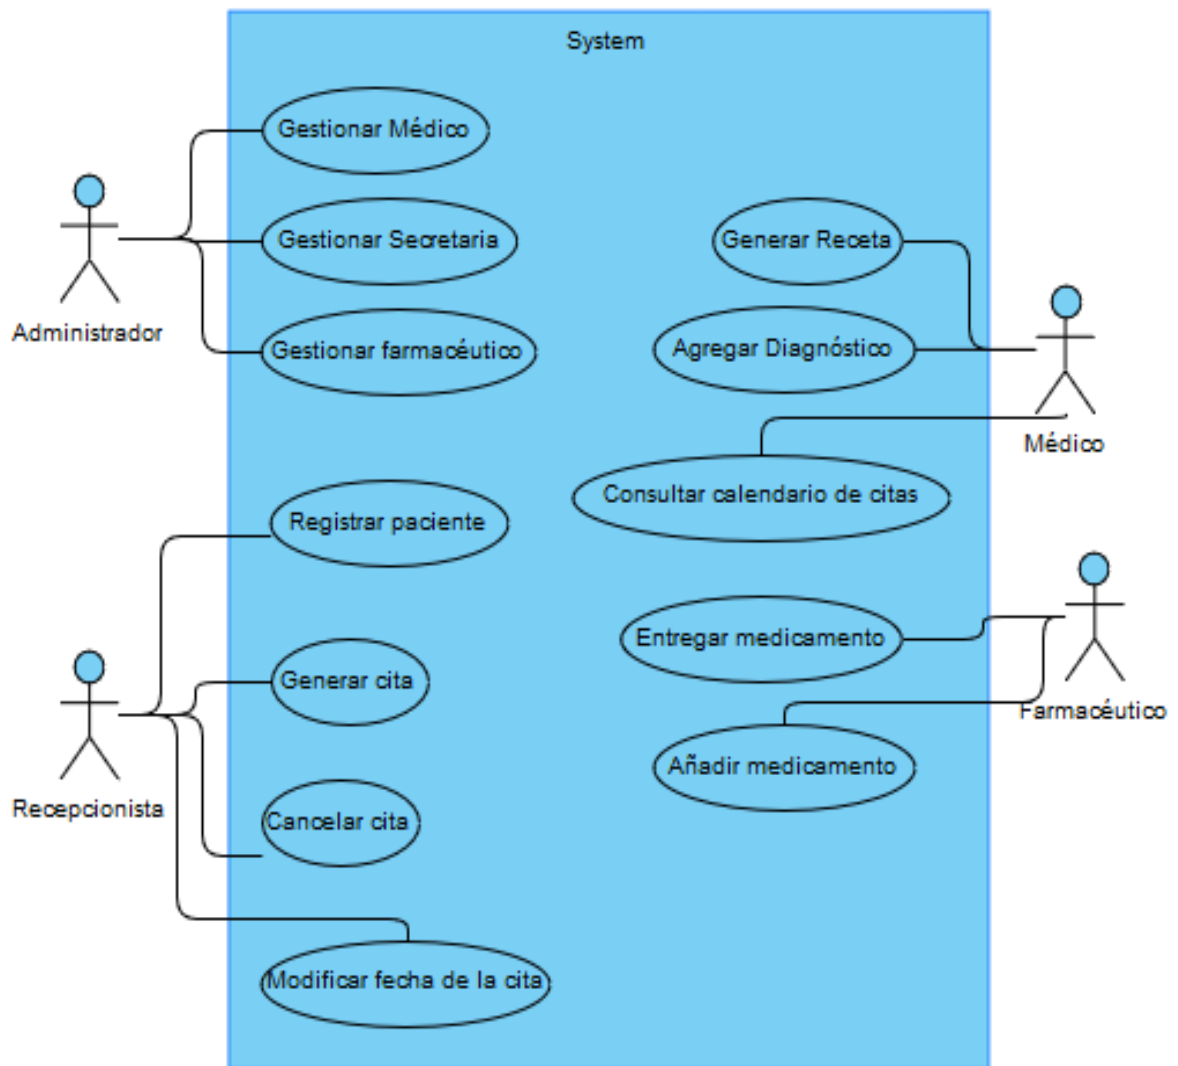 System
Gestionar Médico
Gestionar Secretaria
Generar Receta
Administrador
Gestionar farmacéutico
Agregar Diagnóstico
Médico
Consultar calendario de citas
Registrar paciente
Entregar medicamento
Generar cita
Farmacéutico
Añadir medicamento
Recepcionista
Cancelar cita
Modificar fecha de la cita